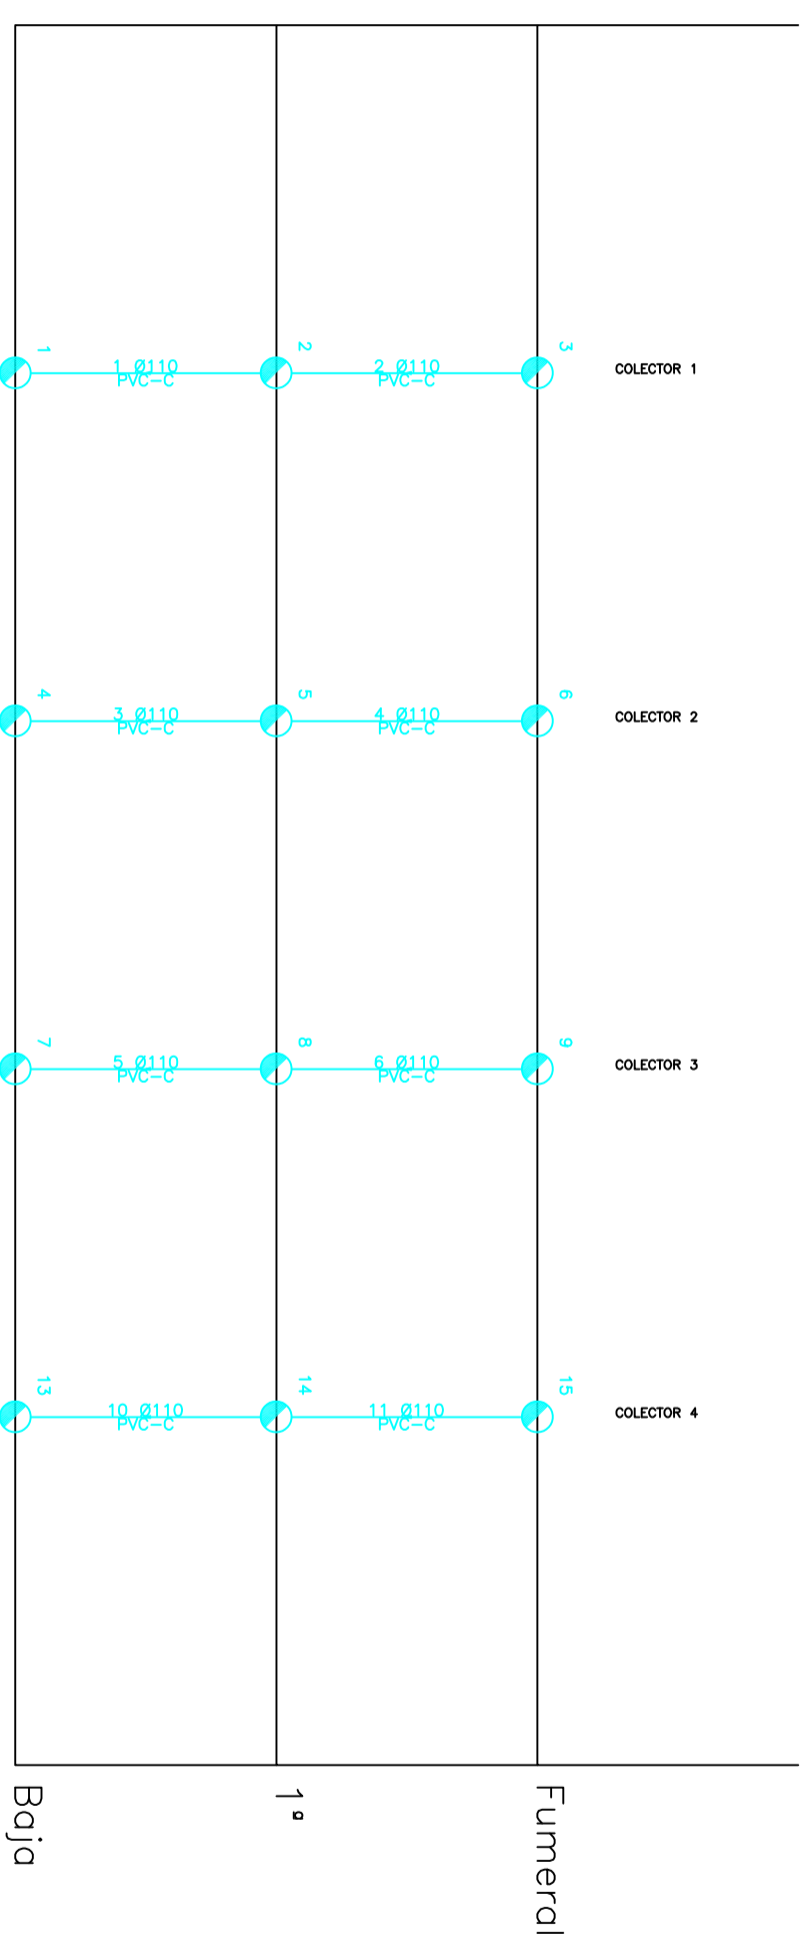 1
2
3
1 Ø110
PVC-C
2 Ø110
PVC-C
COLECTOR 1
4
5
6
3 Ø110
PVC-C
4 Ø110
PVC-C
COLECTOR 2
7
8
9
5 Ø110
PVC-C
6 Ø110
PVC-C
COLECTOR 3
13
14
15
10 Ø110
PVC-C
11 Ø110
PVC-C
COLECTOR 4
Baja
1ª
Fumeral